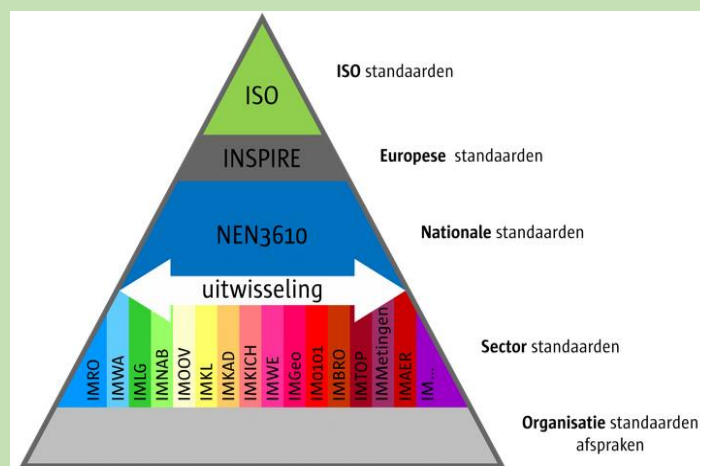 ISO
ISO standaarden
INSPIRE
Europese standaarden
NEN3610
Nationale standaarden
uitwisseling
IMRO
IMWA
IMLG
IMNAB
IMOOV
IMKL
IMKAD
IMKICH
IMWE
IMGeo
IM0101
IMBRO
IMTOP
IMMetingen
IMAER
IM...
Sector standaarden
Organisatie standaarden
afspraken